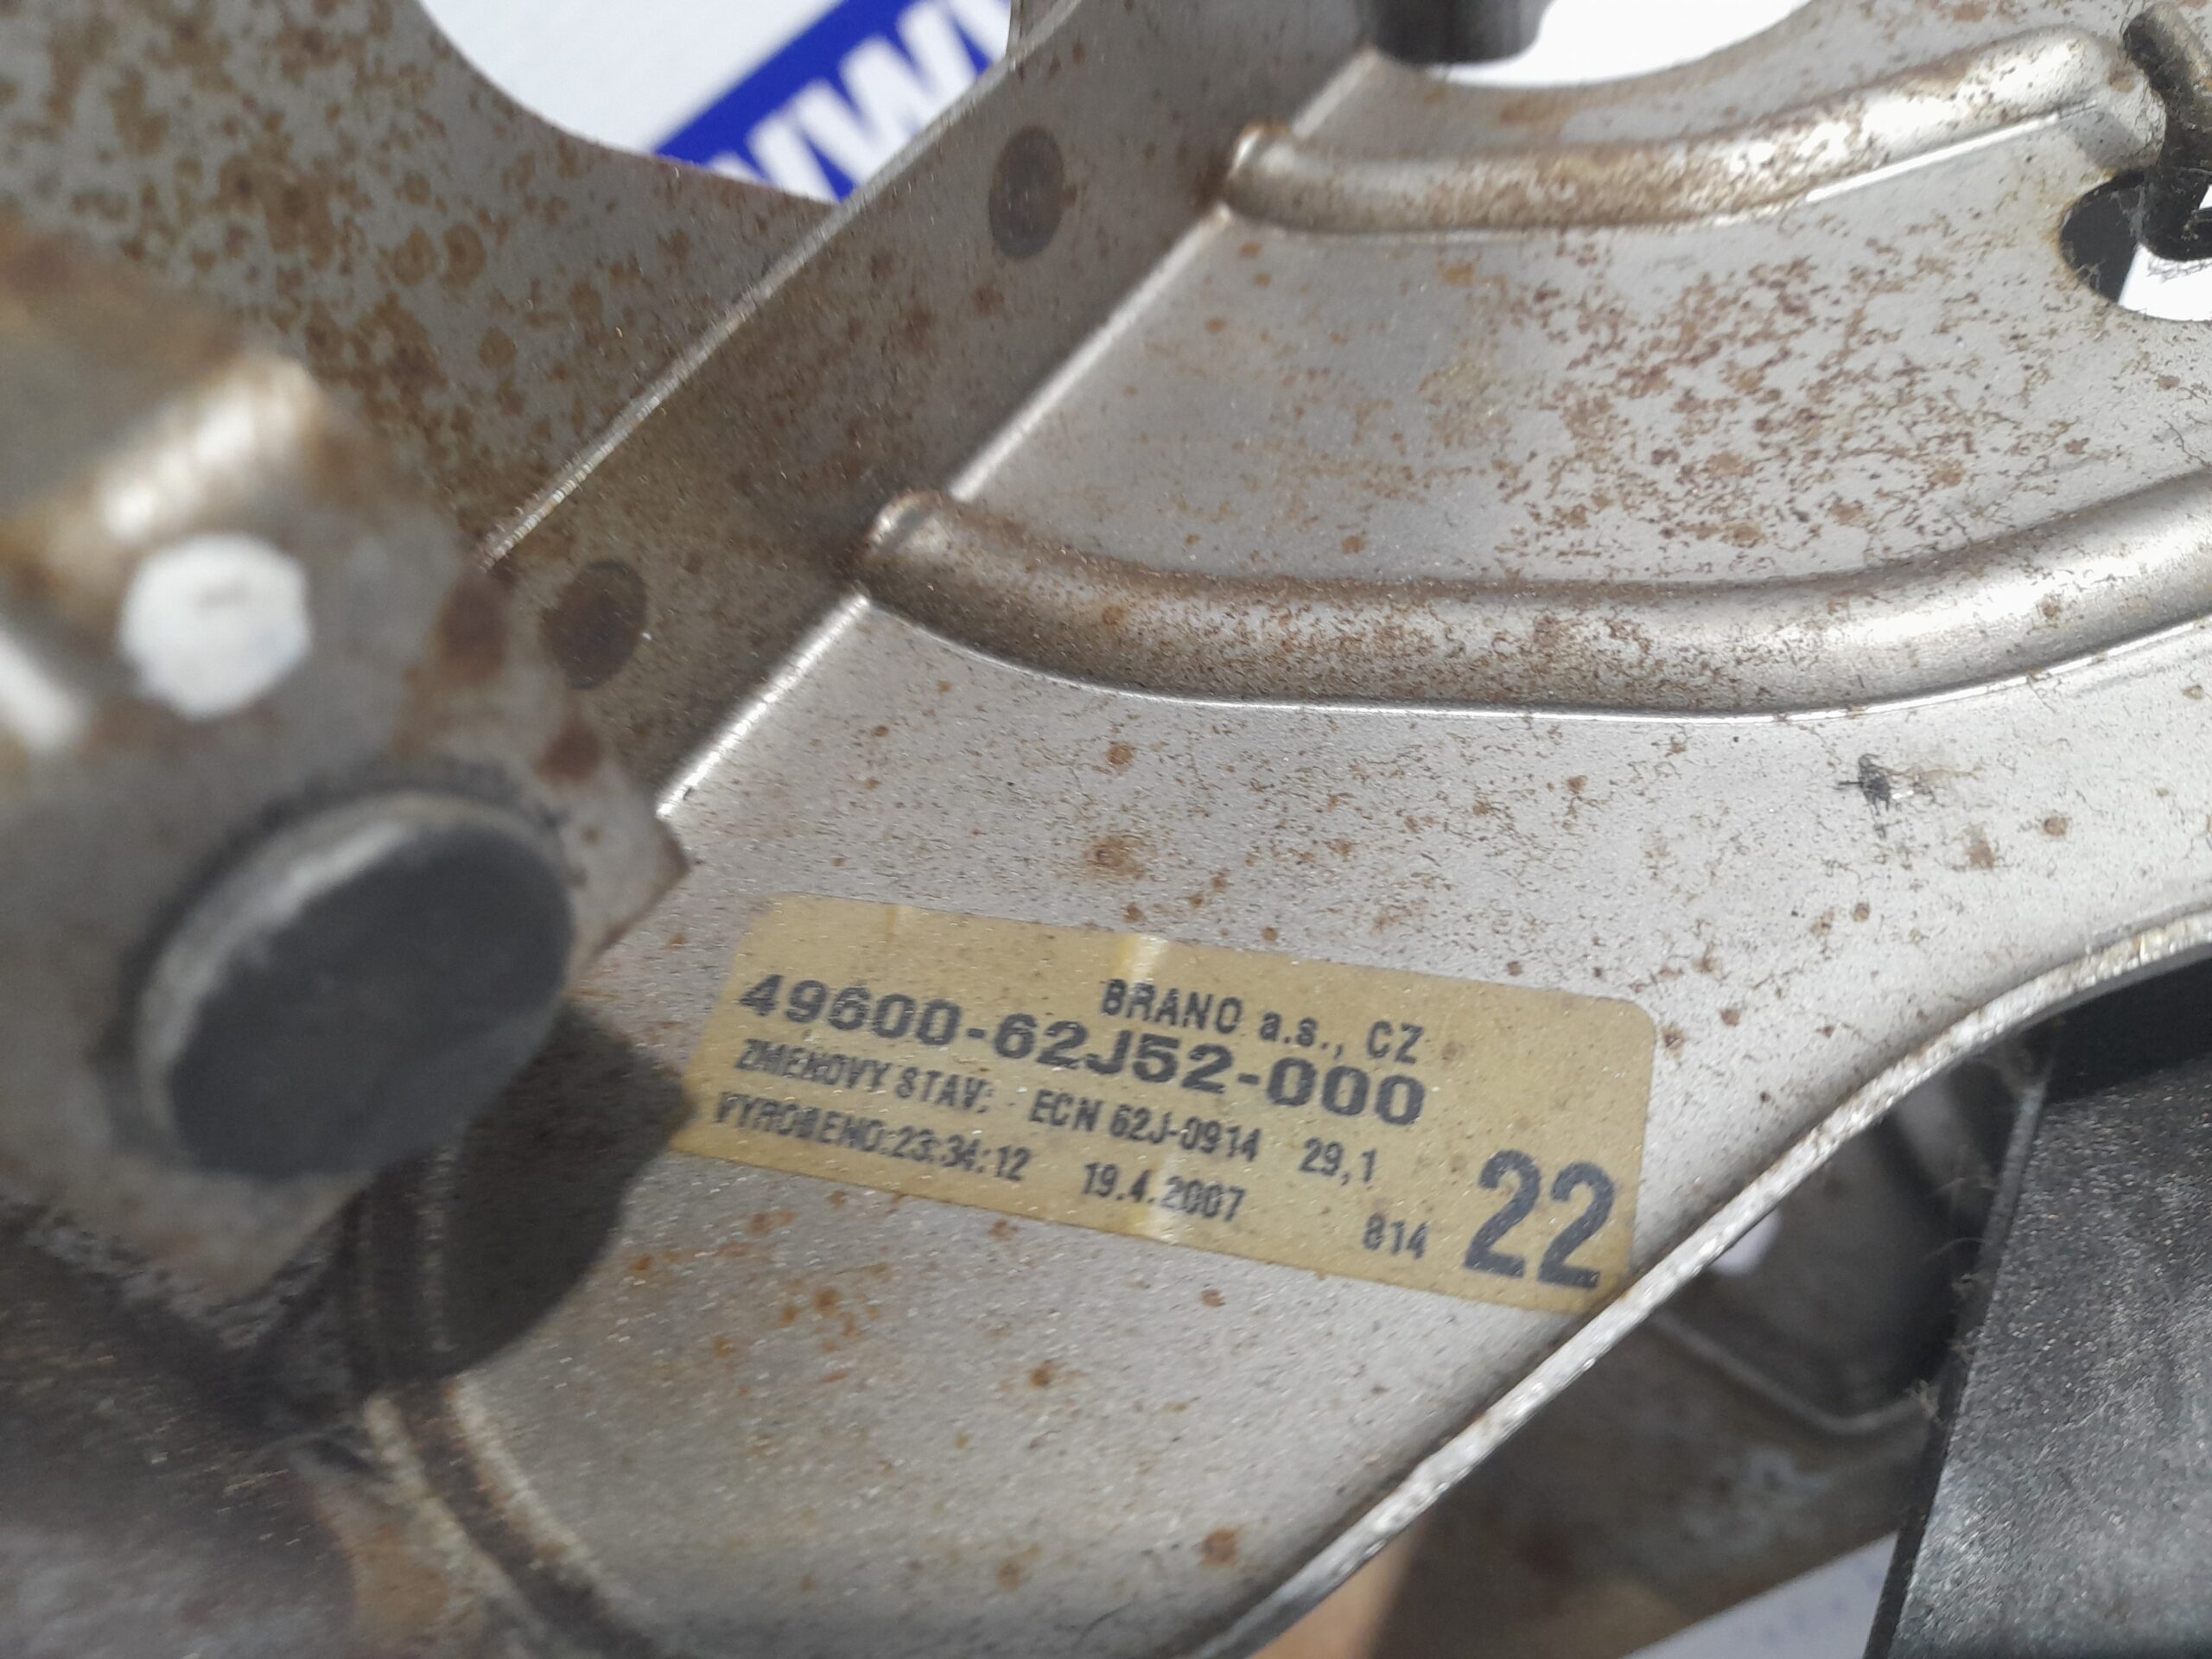 WW
BRANO a.s., CZ
49600-62J52-000
ZMENOVY STAV: ECN 62J-0914 29,1
VYROBENO:23:34:12 19.4.2007
814 22